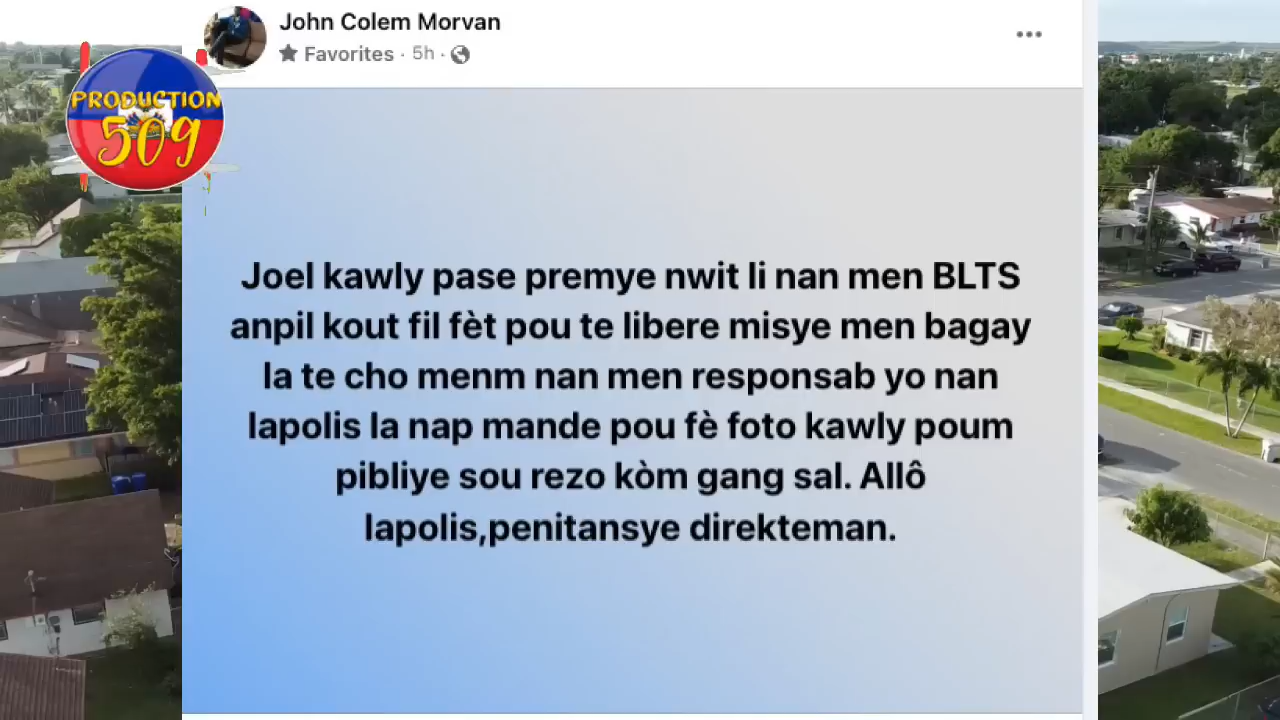 John Colem Morvan
Favorites · 5h ·
PRODUCTION
509
Joel kawly pase premye nwit li nan men BLTS
anpil kout fil fèt pou te libere misye men bagay
la te cho menm nan men responsab yo nan
lapolis la nap mande pou fè foto kawly poum
pibliye sou rezo kòm gang sal. Allô
lapolis,penitansye direkteman.